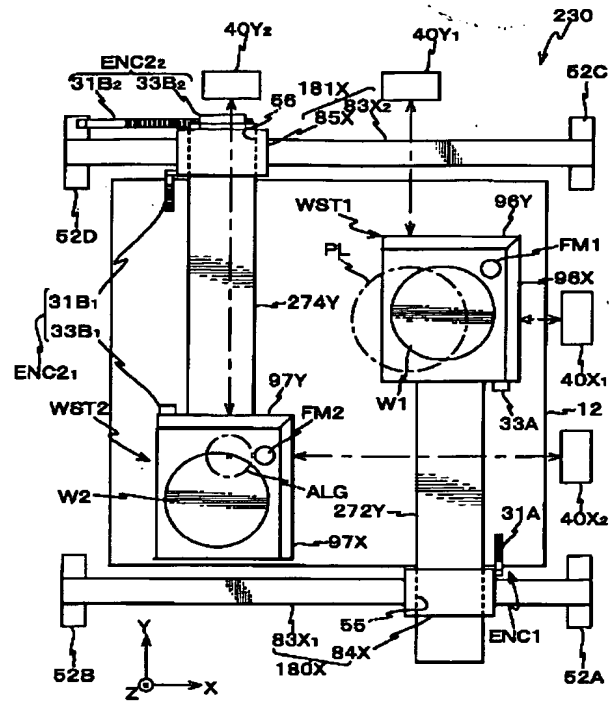 40Y₂
40Y₁
230
ENC2₂
31B₂ 33B₂
56
181X
83X₂
85X
52C
52D
WST1
96Y
PL
FM1
96X
31B₁
33B₁
ENC2₁
274Y
40X₁
97Y
W1
33A
12
WST2
FM2
W2
ALG
272Y
31A
40X₂
97X
55
83X₁
84X
180X
ENC1
52B
52A
Y
Z
X